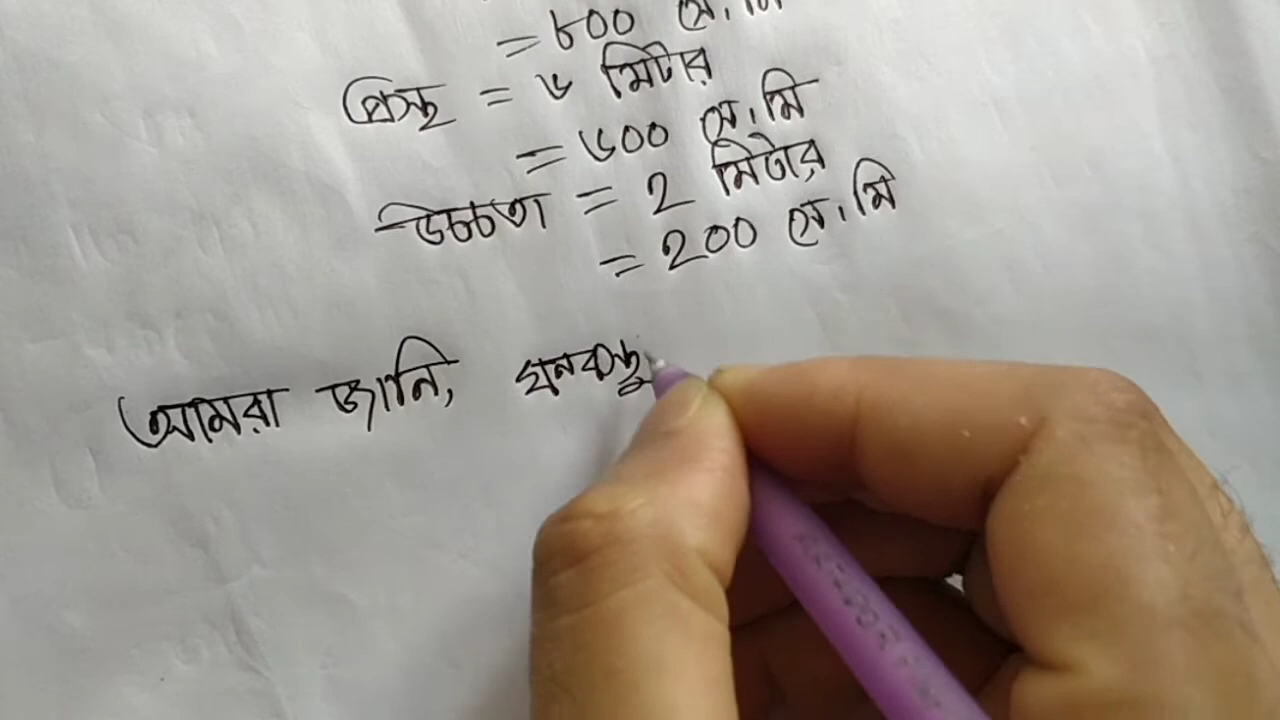 = ৮00 সে.মি
প্রস্থ = ৬ মিটার
= ৬00 সে.মি
উচ্চতা = 2 মিটার
= 200 সে.মি
আমরা জানি, ঘনবস্তু